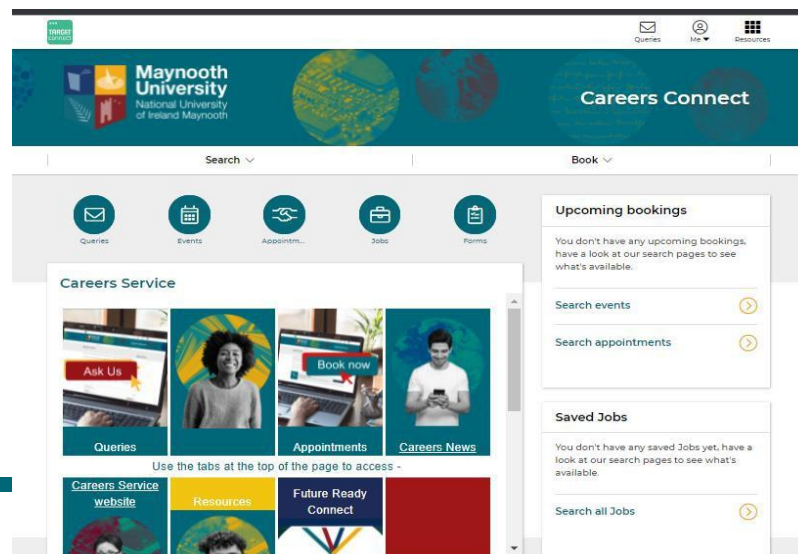 TARGET
connect
Queries
Me
Resources
Maynooth
University
National University
of Ireland Maynooth
Careers Connect
Search
Book
Queries
Events
Appointm...
Jobs
Forms
Careers Service
Ask Us
Book now
Queries
Appointments
Careers News
Use the tabs at the top of the page to access -
Careers Service
website
Resources
Future Ready
Connect
Upcoming bookings
You don't have any upcoming bookings,
have a look at our search pages to see
what's available.
Search events
Search appointments
Saved Jobs
You don't have any saved Jobs yet, have a
look at our search pages to see what's
available.
Search all Jobs